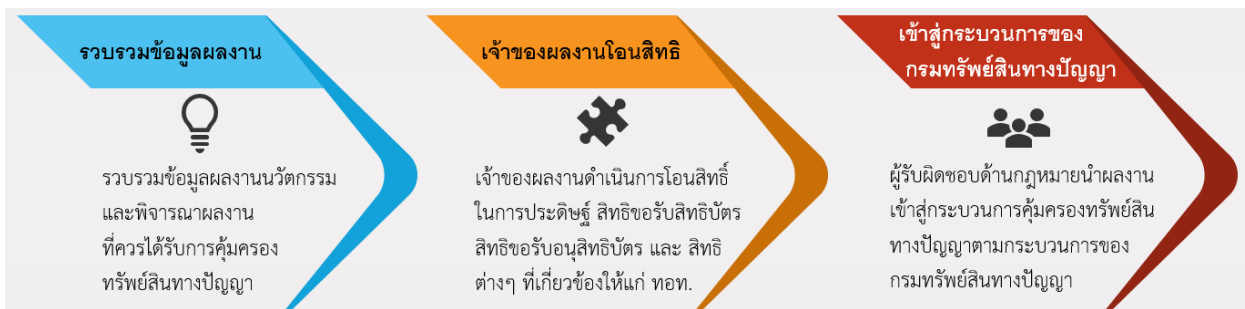 รวบรวมข้อมูลผลงาน
รวบรวมข้อมูลผลงานนวัตกรรม
และพิจารณาผลงาน
ที่ควรได้รับการคุ้มครอง
ทรัพย์สินทางปัญญา
เจ้าของผลงานโอนสิทธิ
เจ้าของผลงานดำเนินการโอนสิทธิ์
ในการประดิษฐ์ สิทธิขอรับสิทธิบัตร
สิทธิขอรับอนุสิทธิบัตร และ สิทธิ
ต่างๆ ที่เกี่ยวข้องให้แก่ ทอท.
เข้าสู่กระบวนการของ
กรมทรัพย์สินทางปัญญา
ผู้รับผิดชอบด้านกฎหมายนำผลงาน
เข้าสู่กระบวนการคุ้มครองทรัพย์สิน
ทางปัญญาตามกระบวนการของ
กรมทรัพย์สินทางปัญญา